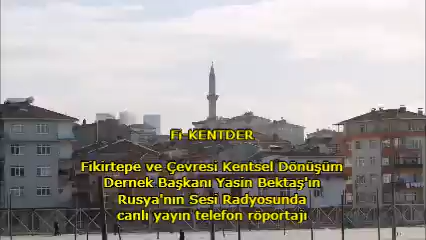 Fi-KENTDER
Fikirtepe ve Çevresi Kentsel Dönüşüm
Dernek Başkanı Yasin Bektaş'ın
Rusya'nın Sesi Radyosunda
canlı yayın telefon röportajı